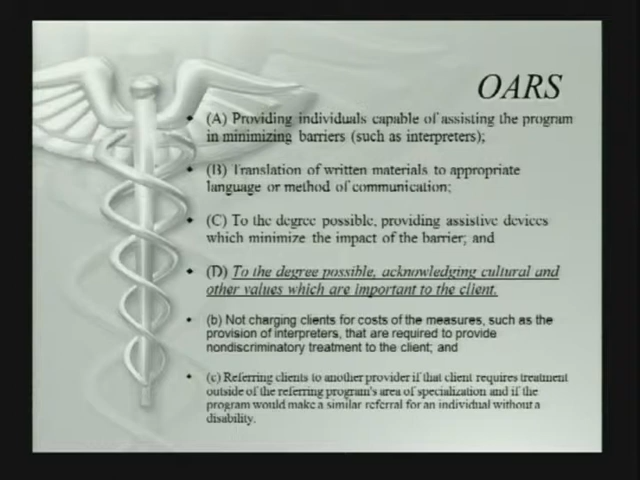 OARS
• (A) Providing individuals capable of assisting the program
in minimizing barriers (such as interpreters);
• (B) Translation of written materials to appropriate
language or method of communication;
• (C) To the degree possible, providing assistive devices
which minimize the impact of the barrier; and
• (D) To the degree possible, acknowledging cultural and
other values which are important to the client.
• (b) Not charging clients for costs of the measures, such as the
provision of interpreters, that are required to provide
nondiscriminatory treatment to the client; and
• (c) Referring clients to another provider if that client requires treatment
outside of the referring program's area of specialization and if the
program would make a similar referral for an individual without a
disability.